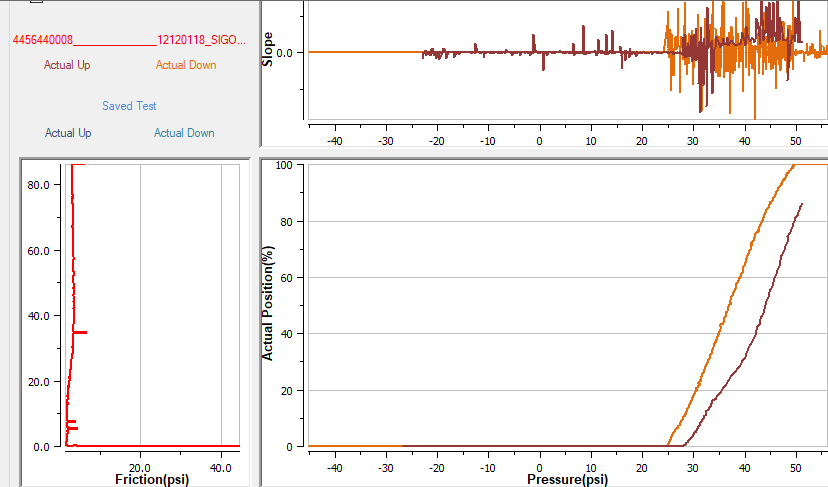 4456440008______________12120118_SIGO...
Actual Up Actual Down
Saved Test
Actual Up Actual Down
Slope
0.0
-40 -30 -20 -10 0 10 20 30 40 50
80.0
60.0
40.0
20.0
0.0
20.0 40.0
Friction(psi)
Actual Position(%)
100
80
60
40
20
0
-40 -30 -20 -10 0 10 20 30 40 50
Pressure(psi)